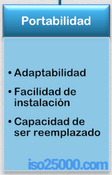 Portabilidad
• Adaptabilidad
• Facilidad de
instalación
• Capacidad de
ser reemplazado
iso25000.com